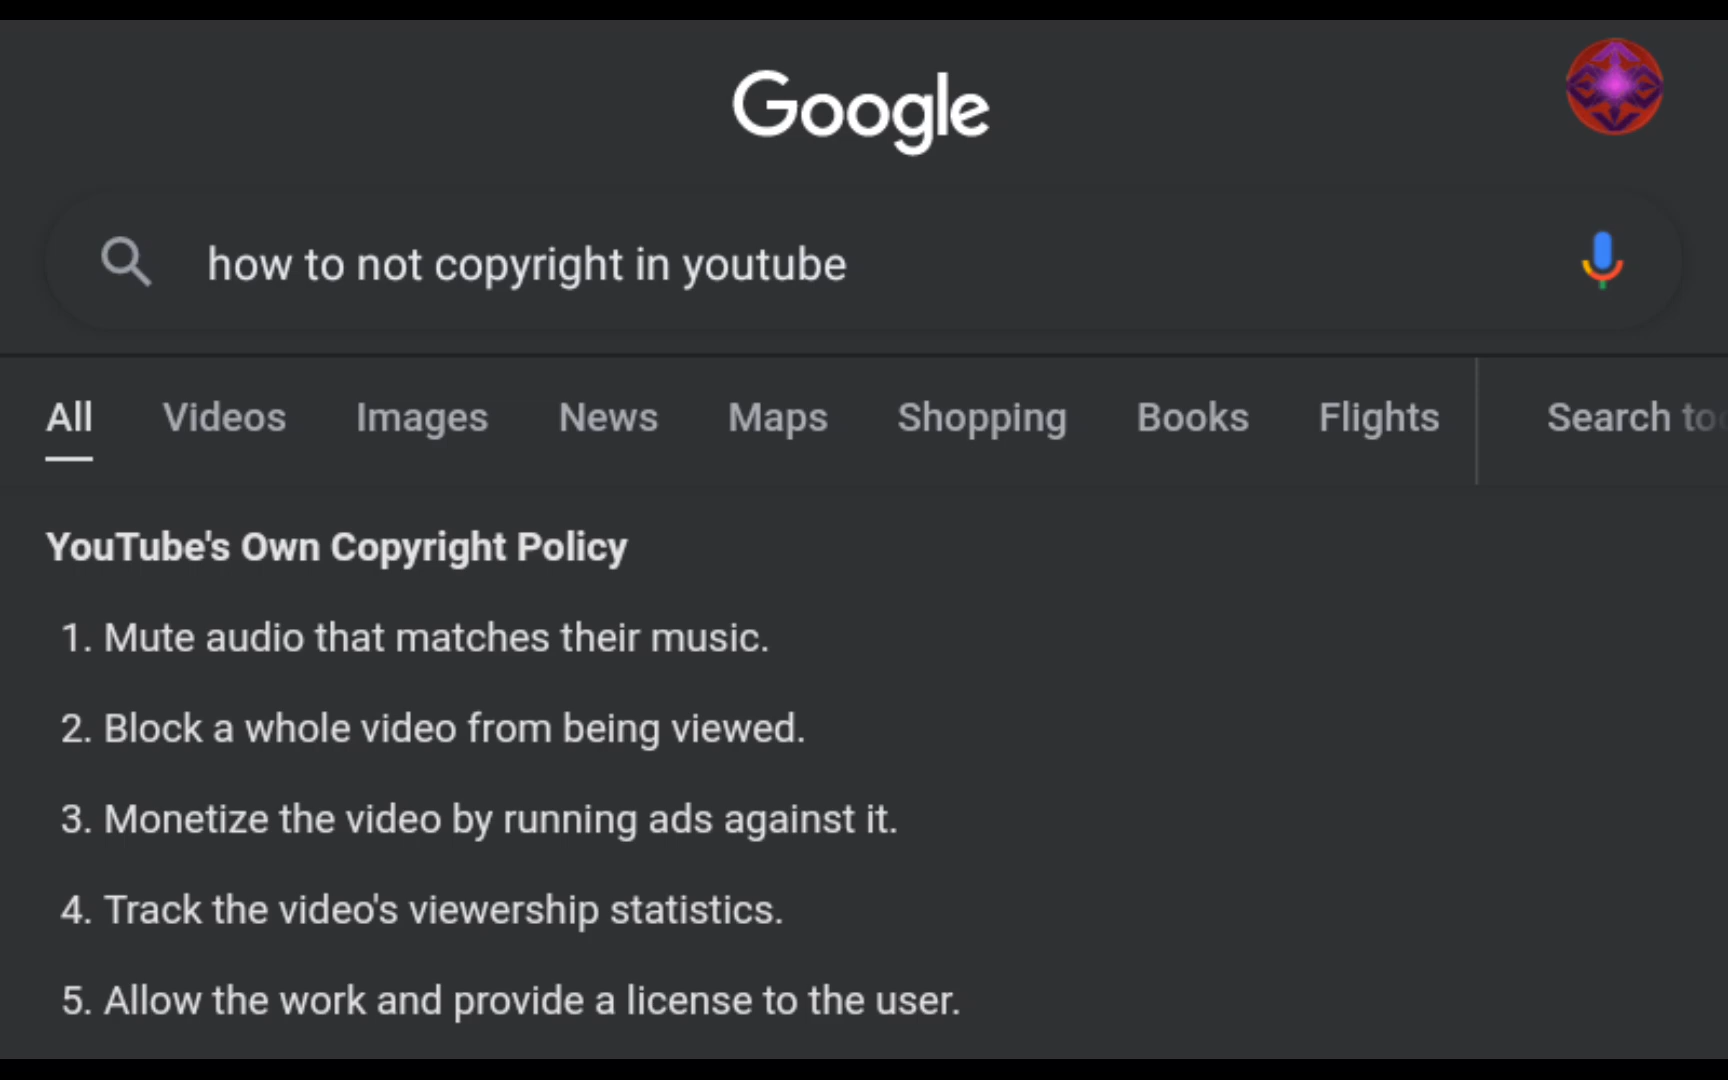 Google
how to not copyright in youtube
All Videos Images News Maps Shopping Books Flights Search
YouTube's Own Copyright Policy
1. Mute audio that matches their music.
2. Block a whole video from being viewed.
3. Monetize the video by running ads against it.
4. Track the video's viewership statistics.
5. Allow the work and provide a license to the user.